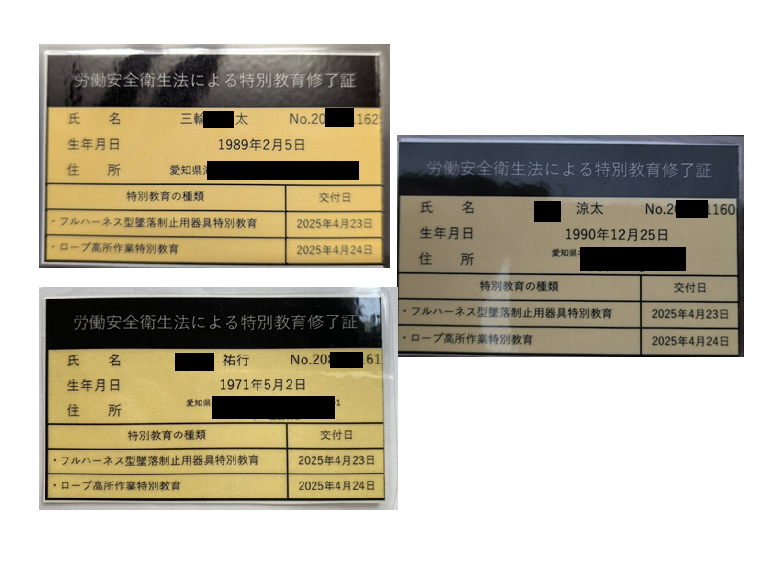 労働安全衛生法による特別教育修了証
氏 名 三輪 太 No.20 162
生年月日 1989年2月5日
住 所 愛知県
特別教育の種類 交付日
・フルハーネス型墜落制止用器具特別教育 2025年4月23日
・ロープ高所作業特別教育 2025年4月24日
労働安全衛生法による特別教育修了証
氏 名 涼太 No.20 1160
生年月日 1990年12月25日
住 所 愛知県
特別教育の種類 交付日
・フルハーネス型墜落制止用器具特別教育 2025年4月23日
・ロープ高所作業特別教育 2025年4月24日
労働安全衛生法による特別教育修了証
氏 名 祐行 No.20 61
生年月日 1971年5月2日
住 所 愛知県 1
特別教育の種類 交付日
・フルハーネス型墜落制止用器具特別教育 2025年4月23日
・ロープ高所作業特別教育 2025年4月24日